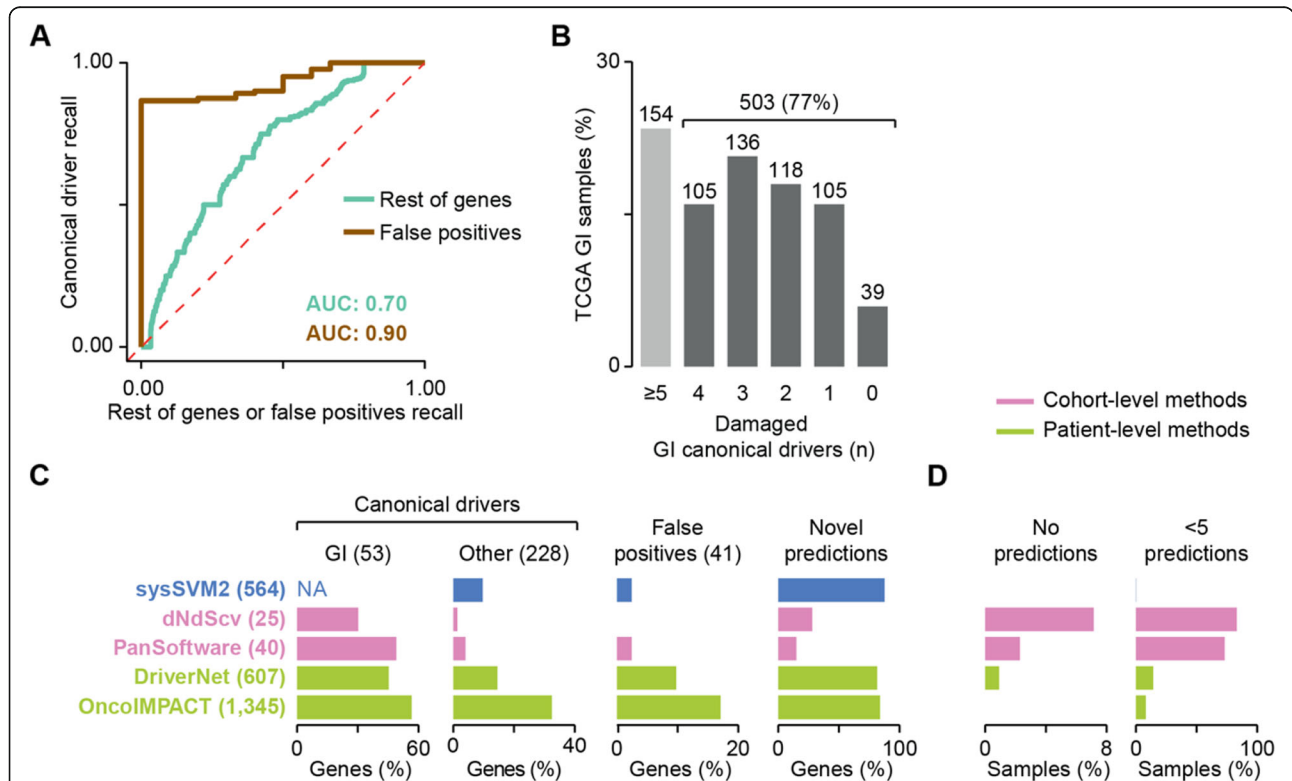 A
1.00
Canonical driver recall
0.00
Rest of genes
False positives
AUC: 0.70
AUC: 0.90
0.00 1.00
Rest of genes or false positives recall
B
30
TCGA GI samples (%)
0
503 (77%)
154
105
136
118
105
39
≥5 4 3 2 1 0
Damaged
GI canonical drivers (n)
Cohort-level methods
Patient-level methods
C
Canonical drivers
GI (53)
Other (228)
False
positives (41)
Novel
predictions
sysSVM2 (564)
NA
dNdScv (25)
PanSoftware (40)
DriverNet (607)
OncoIMPACT (1,345)
0 60
Genes (%)
0 40
Genes (%)
0 20
Genes (%)
0 100
Genes (%)
D
No
predictions
<5
predictions
0 8
Samples (%)
0 100
Samples (%)